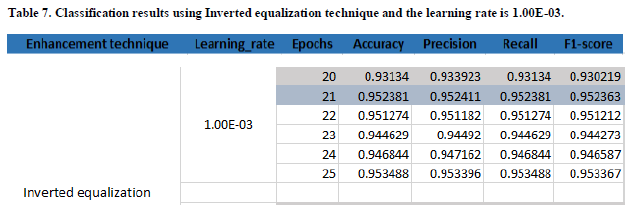 Table 7. Classification results using Inverted equalization technique and the learning rate is 1.00E-03.
Enhancement technique Learning_rate Epochs Accuracy Precision Recall F1-score
20 0.93134 0.933923 0.93134 0.930219
21 0.952381 0.952411 0.952381 0.952363
22 0.951274 0.951182 0.951274 0.951212
1.00E-03
23 0.944629 0.94492 0.944629 0.944273
24 0.946844 0.947162 0.946844 0.946587
25 0.953488 0.953396 0.953488 0.953367
Inverted equalization